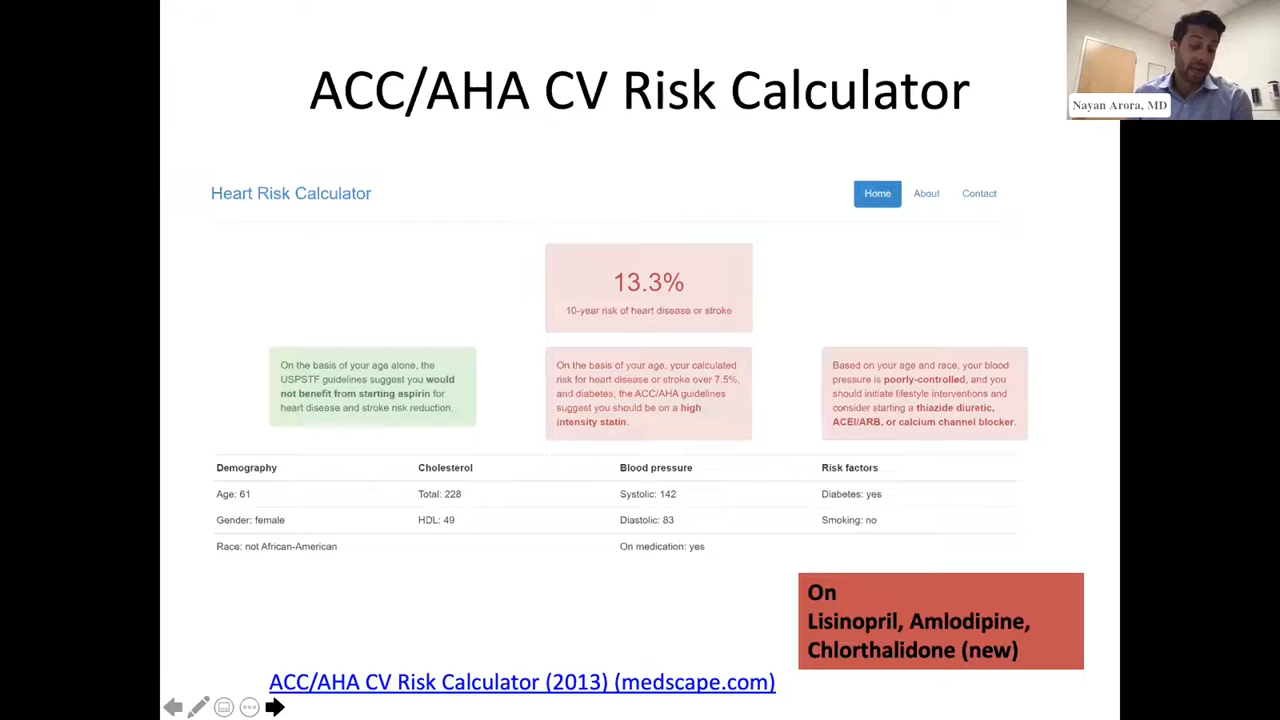 ACC/AHA CV Risk Calculator
Nayan Arora, MD
Heart Risk Calculator
Home
About
Contact
13.3%
10-year risk of heart disease or stroke
On the basis of your age alone, the
USPSTF guidelines suggest you would
not benefit from starting aspirin for
heart disease and stroke risk reduction.
On the basis of your age, your calculated
risk for heart disease or stroke over 7.5%,
and diabetes, the ACC/AHA guidelines
suggest you should be on a high
intensity statin.
Based on your age and race, your blood
pressure is poorly-controlled, and you
should initiate lifestyle interventions and
consider starting a thiazide diuretic,
ACEI/ARB, or calcium channel blocker.
Demography Cholesterol Blood pressure Risk factors
Age: 61 Total: 228 Systolic: 142 Diabetes: yes
Gender: female HDL: 49 Diastolic: 83 Smoking: no
Race: not African-American On medication: yes
On
Lisinopril, Amlodipine,
Chlorthalidone (new)
ACC/AHA CV Risk Calculator (2013) (medscape.com)